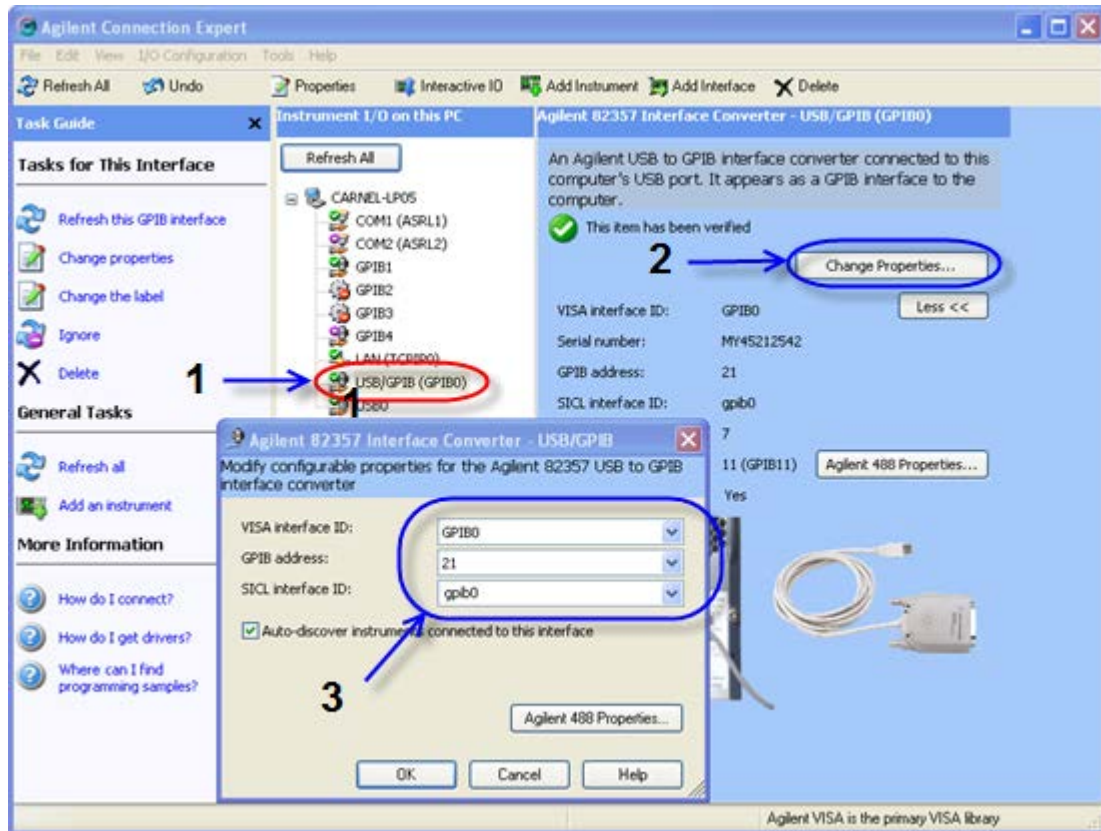 Agilent Connection Expert
File Edit View I/O Configuration Tools Help
Refresh All Undo Properties Interactive IO Add Instrument Add Interface Delete
Task Guide
Tasks for This Interface
Refresh this GPIB interface
Change properties
Change the label
Ignore
Delete
General Tasks
Refresh all
Add an instrument
More Information
How do I connect?
How do I get drivers?
Where can I find
programming samples?
Instrument I/O on this PC
Refresh All
CARNEL-LP05
COM1 (ASRL1)
COM2 (ASRL2)
GPIB1
GPIB2
GPIB3
GPIB4
LAN (TCPIP0)
1
USB/GPIB (GPIB0)
1
USB0
Agilent 82357 Interface Converter - USB/GPIB (GPIB0)
An Agilent USB to GPIB interface converter connected to this
computer's USB port. It appears as a GPIB interface to the
computer.
This item has been verified
2
Change Properties...
Less <<
VISA interface ID: GPIB0
Serial number: MY45212542
GPIB address: 21
SICL interface ID: gpib0
7
11 (GPIB11) Agilent 488 Properties...
Yes
Agilent 82357 Interface Converter - USB/GPIB
Modify configurable properties for the Agilent 82357 USB to GPIB
interface converter
VISA interface ID: GPIB0
GPIB address: 21
SICL interface ID: gpib0
Auto-discover instruments connected to this interface
3
Agilent 488 Properties...
OK Cancel Help
Agilent VISA is the primary VISA library